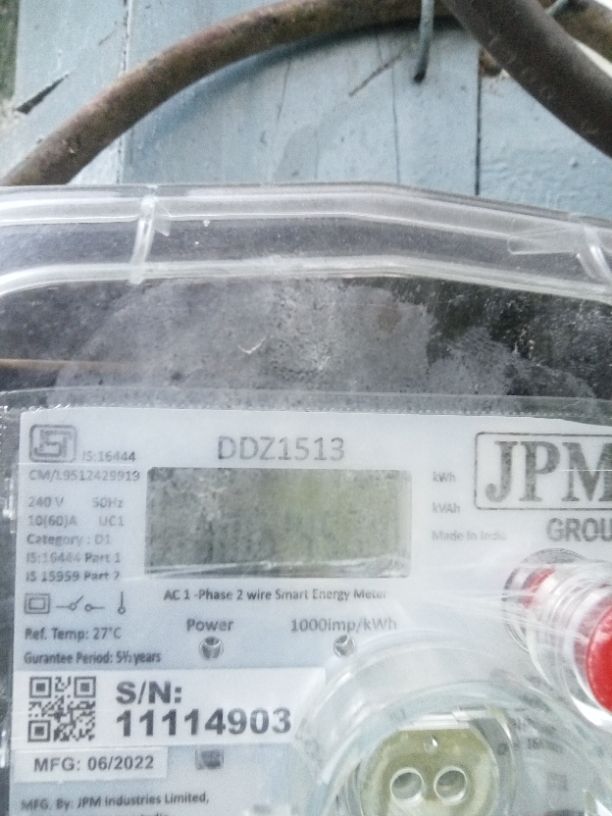 IS:16444
DDZ1513
CM/L9512429919
JPM
GROU
kWh
kVAh
Made in India
240 V 50Hz
10(60)A UC1
Category : D1
IS:16444 Part 1
IS 15959 Part 2
AC 1 -Phase 2 wire Smart Energy Meter
Power 1000imp/kWh
Ref. Temp: 27°C
Gurantee Period: 5½ years
S/N:
11114903
MFG: 06/2022
MFG. By: JPM Industries Limited,